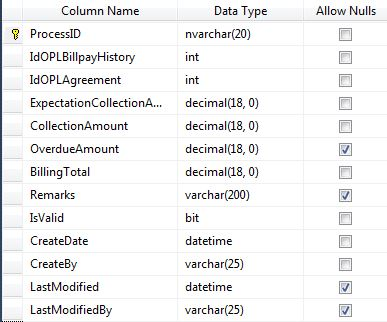 Column Name Data Type Allow Nulls
ProcessID nvarchar(20)
IdOPLBillpayHistory int
IdOPLAgreement int
ExpectationCollectionA... decimal(18, 0)
CollectionAmount decimal(18, 0)
OverdueAmount decimal(18, 0)
BillingTotal decimal(18, 0)
Remarks varchar(200)
IsValid bit
CreateDate datetime
CreateBy varchar(25)
LastModified datetime
LastModifiedBy varchar(25)